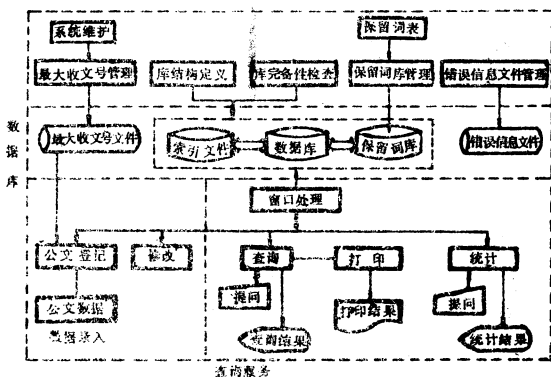 系统维护
保留词表
最大收文号管理
库结构定义
库完备性检查
保留词库管理
错误信息文件管理
数据库
最大收文号文件
索引文件
数据库
保留词库
错误信息文件
窗口处理
公文登记
修改
查询
打印
统计
提问
提问
公文数据
查询结果
打印结果
统计结果
数据录入
查询服务